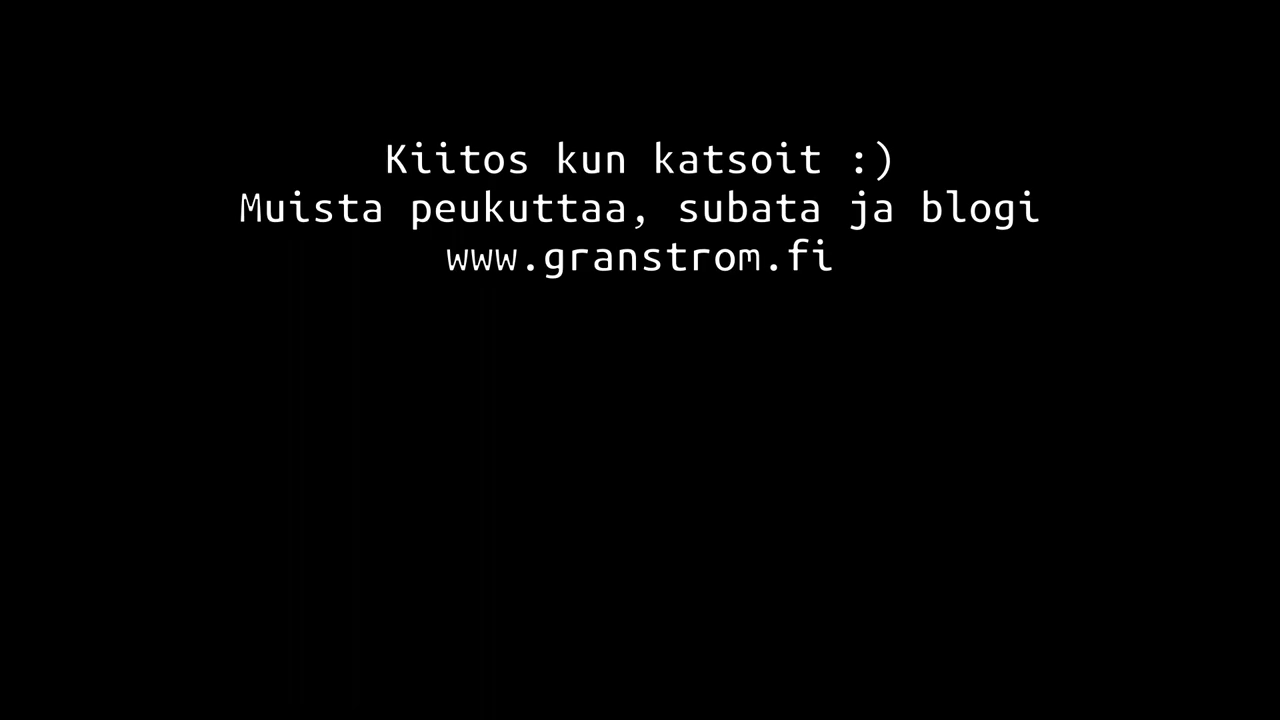 Kiitos kun katsoit :)
Muista peukuttaa, subata ja blogi
www.granstrom.fi